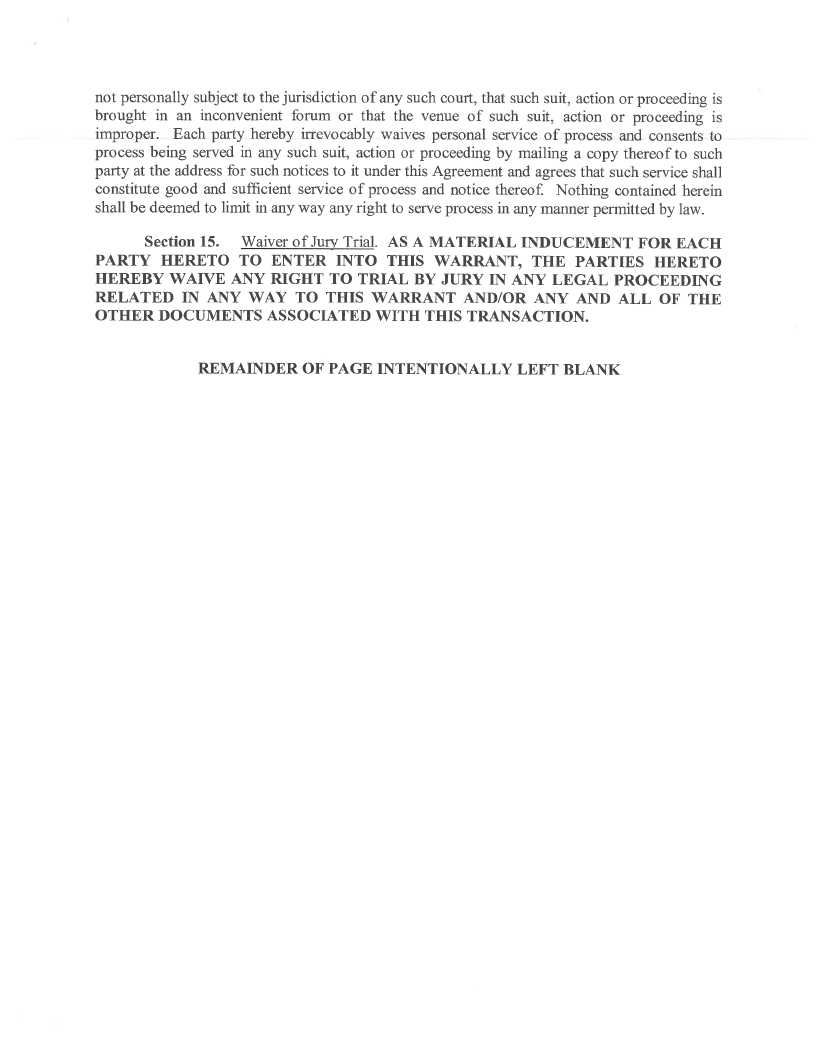 not personally subject to the jurisdiction of any such court, that such suit, action or proceeding is
brought in an inconvenient forum or that the venue of such suit, action or proceeding is
improper. Each party hereby irrevocably waives personal service of process and consents to
process being served in any such suit, action or proceeding by mailing a copy thereof to such
party at the address for such notices to it under this Agreement and agrees that such service shall
constitute good and sufficient service of process and notice thereof. Nothing contained herein
shall be deemed to limit in any way any right to serve process in any manner permitted by law.
Section 15. Waiver of Jury Trial. AS A MATERIAL INDUCEMENT FOR EACH
PARTY HERETO TO ENTER INTO THIS WARRANT, THE PARTIES HERETO
HEREBY WAIVE ANY RIGHT TO TRIAL BY JURY IN ANY LEGAL PROCEEDING
RELATED IN ANY WAY TO THIS WARRANT AND/OR ANY AND ALL OF THE
OTHER DOCUMENTS ASSOCIATED WITH THIS TRANSACTION.
REMAINDER OF PAGE INTENTIONALLY LEFT BLANK